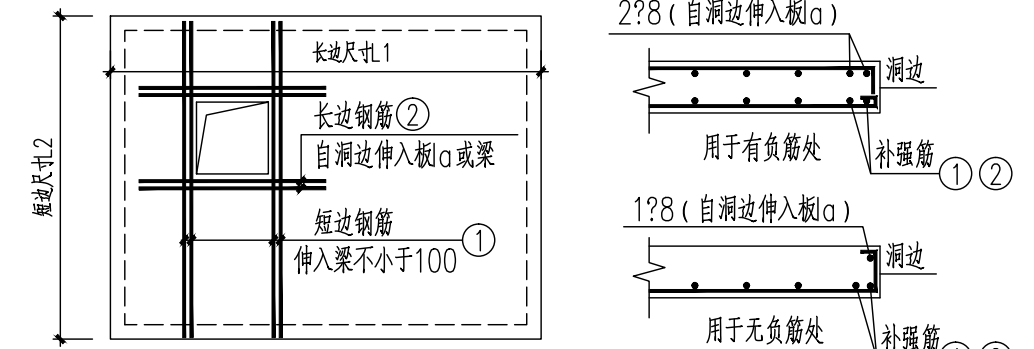 长边尺寸L1
短边尺寸L2
长边钢筋②
自洞边伸入板la或梁
短边钢筋
伸入梁不小于100
①
2?8(自洞边伸入板la)
洞边
用于有负筋处
补强筋
① ②
1?8(自洞边伸入板la)
洞边
用于无负筋处
补强筋